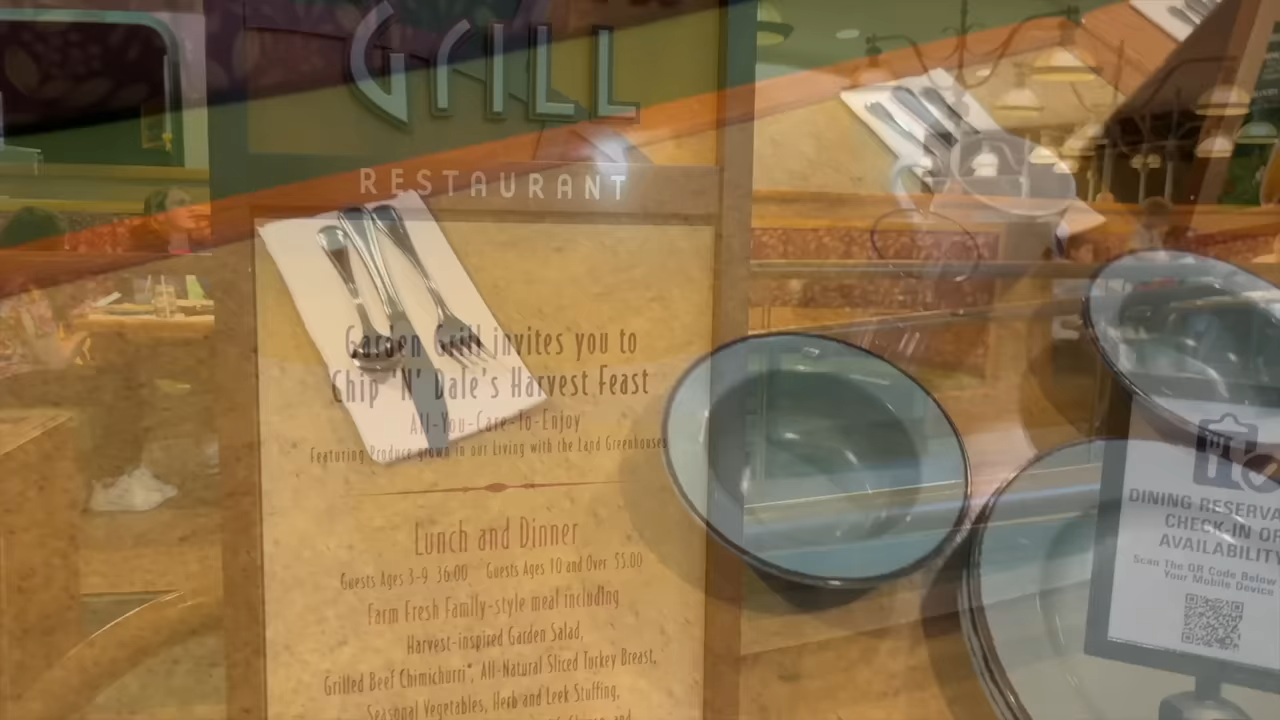 GRILL
RESTAURANT
Garden Grill invites you to
Chip 'N' Dale's Harvest Feast
All-You-Care-To-Enjoy
Featuring Produce grown in our Living with the Land Greenhouses
Lunch and Dinner
Guests Ages 3-9 36.00 Guests Ages 10 and Over 55.00
Farm Fresh Family-style meal including
Harvest-inspired Garden Salad,
Grilled Beef Chimichurri*, All-Natural Sliced Turkey Breast,
Seasonal Vegetables, Herb and Leek Stuffing,
and
DINING RESERVA
CHECK-IN OR
AVAILABILITY
Scan The QR Code Below
Your Mobile Device